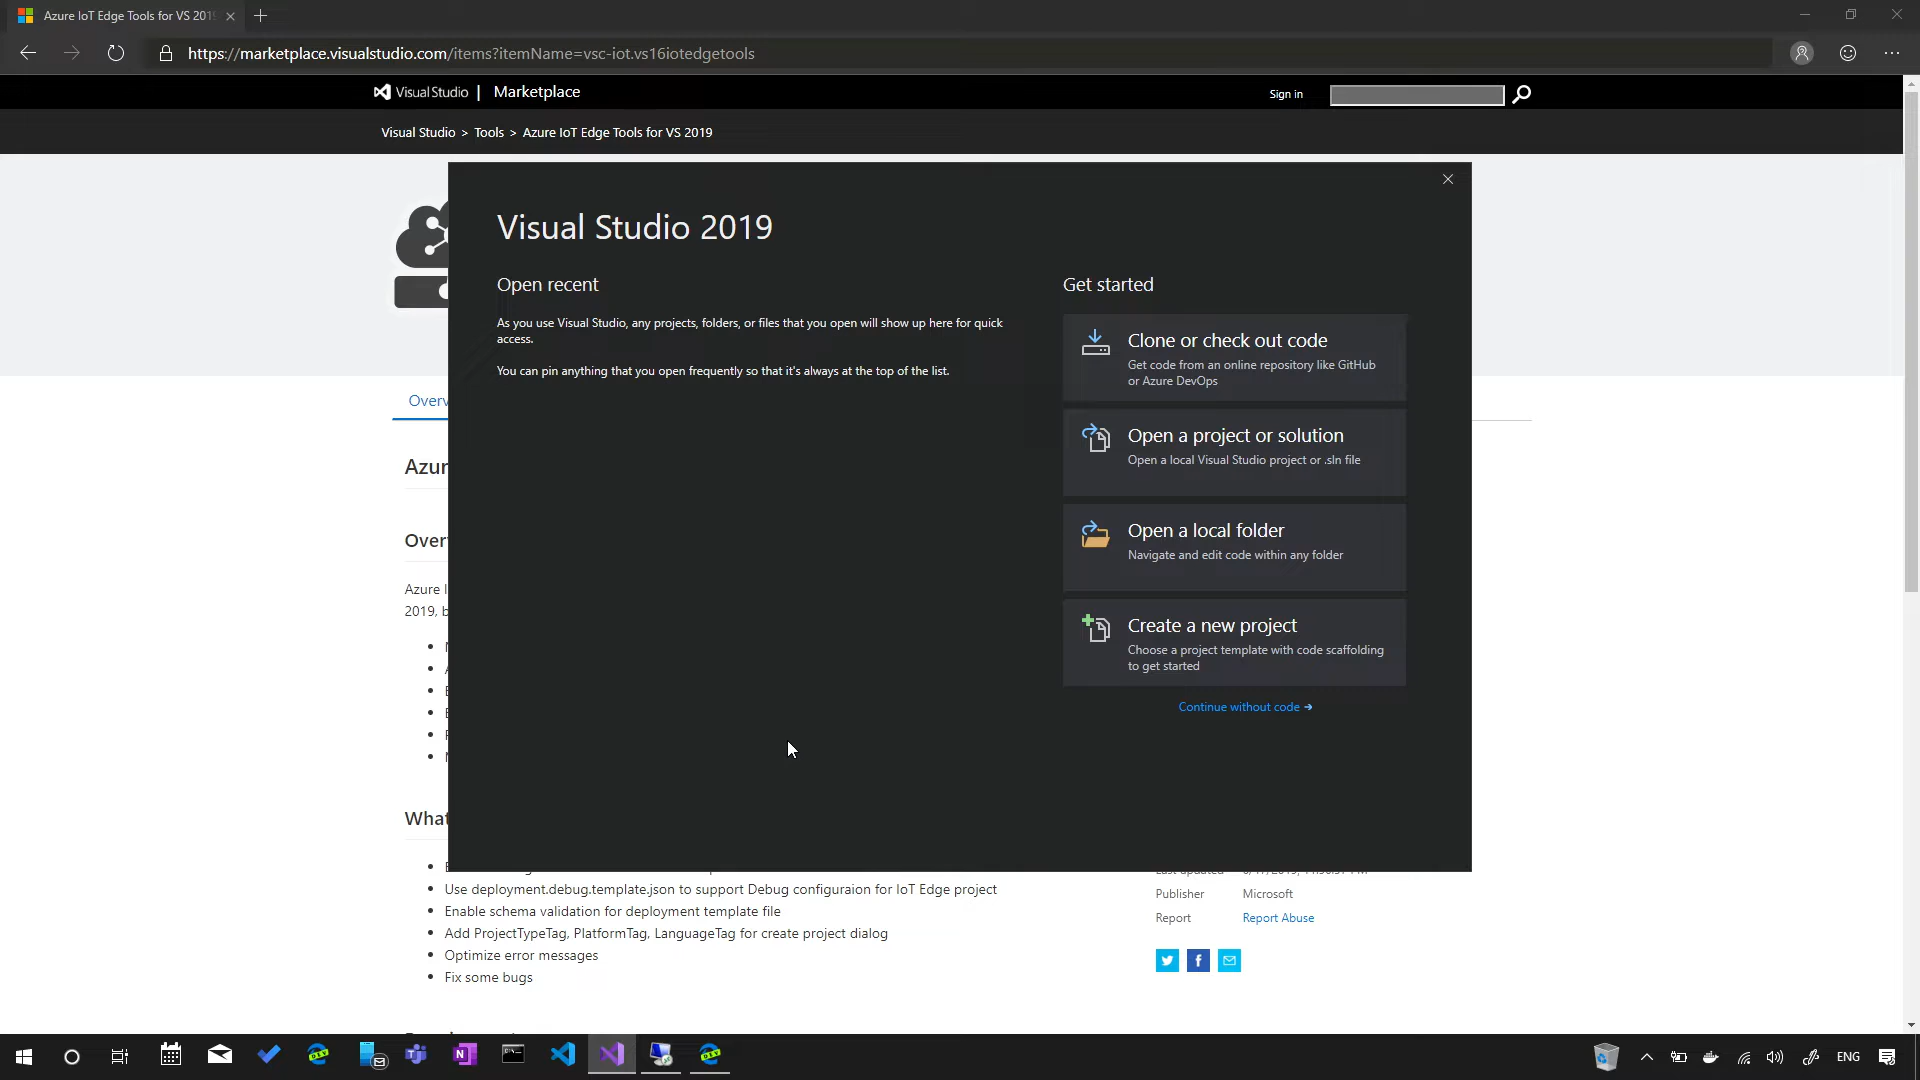 Azure IoT Edge Tools for VS 201
https://marketplace.visualstudio.com/items?itemName=vsc-iot.vs16iotedgetools
Visual Studio | Marketplace
Sign in
Visual Studio > Tools > Azure IoT Edge Tools for VS 2019
Visual Studio 2019
Open recent
As you use Visual Studio, any projects, folders, or files that you open will show up here for quick
access.
You can pin anything that you open frequently so that it's always at the top of the list.
Get started
Clone or check out code
Get code from an online repository like GitHub
or Azure DevOps
Open a project or solution
Open a local Visual Studio project or .sln file
Open a local folder
Navigate and edit code within any folder
Create a new project
Choose a project template with code scaffolding
to get started
Continue without code →
Overv
Azur
Over
Azure I
2019, b
What
Use deployment.debug.template.json to support Debug configuraion for IoT Edge project
Enable schema validation for deployment template file
Add ProjectTypeTag, PlatformTag, LanguageTag for create project dialog
Optimize error messages
Fix some bugs
Last updated
Publisher Microsoft
Report Report Abuse
ENG